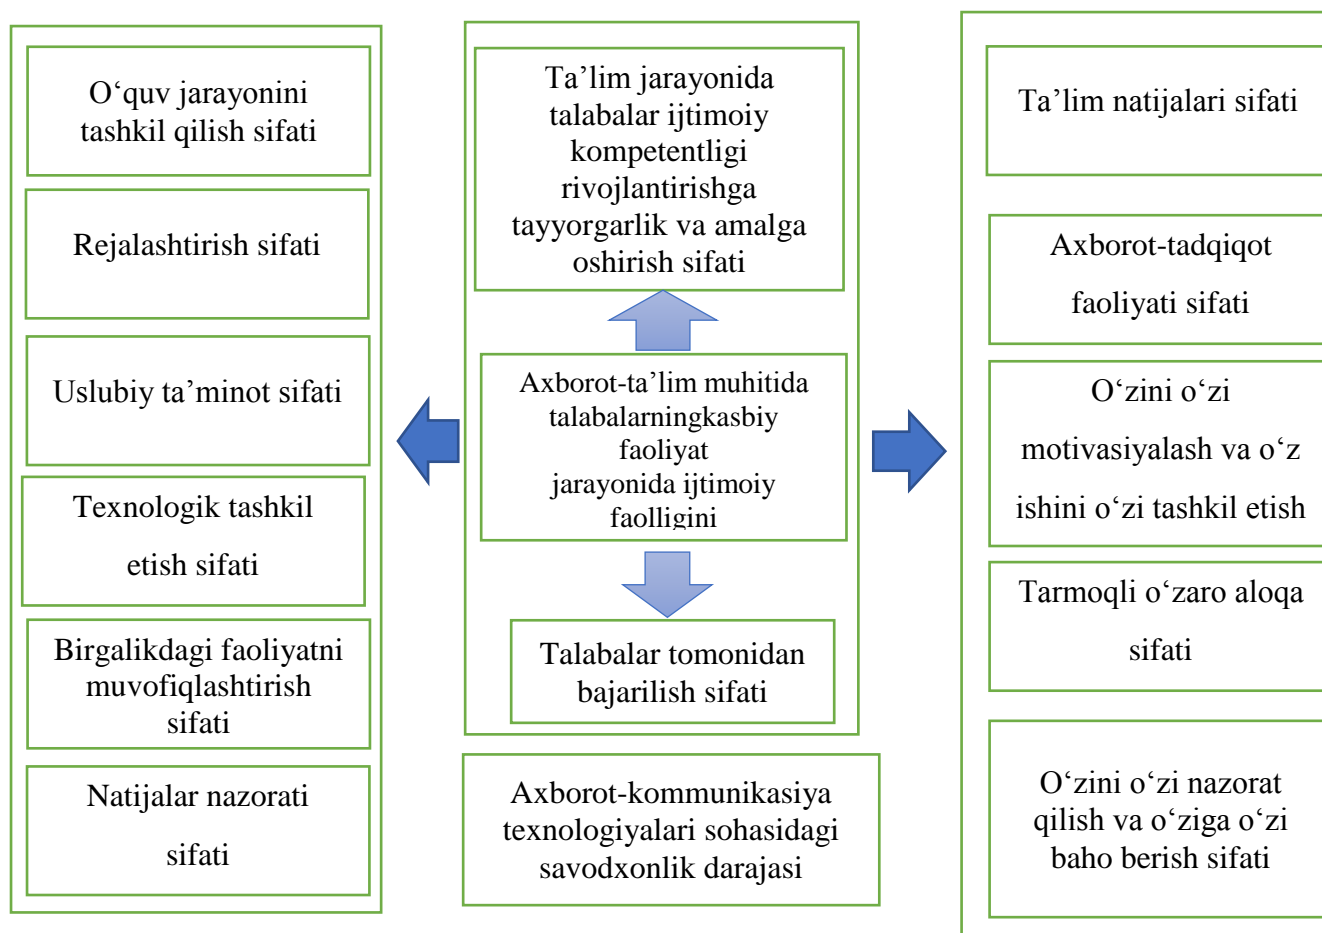 O‘quv jarayonini
tashkil qilish sifati
Rejalashtirish sifati
Uslubiy ta’minot sifati
Texnologik tashkil
etish sifati
Birgalikdagi faoliyatni
muvofiqlashtirish
sifati
Natijalar nazorati
sifati
Ta’lim jarayonida
talabalar ijtimoiy
kompetentligi
rivojlantirishga
tayyorgarlik va amalga
oshirish sifati
Axborot-ta’lim muhitida
talabalarningkasbiy
faoliyat
jarayonida ijtimoiy
faolligini
Talabalar tomonidan
bajarilish sifati
Axborot-kommunikasiya
texnologiyalari sohasidagi
savodxonlik darajasi
Ta’lim natijalari sifati
Axborot-tadqiqot
faoliyati sifati
O‘zini o‘zi
motivasiyalash va o‘z
ishini o‘zi tashkil etish
Tarmoqli o‘zaro aloqa
sifati
O‘zini o‘zi nazorat
qilish va o‘ziga o‘zi
baho berish sifati